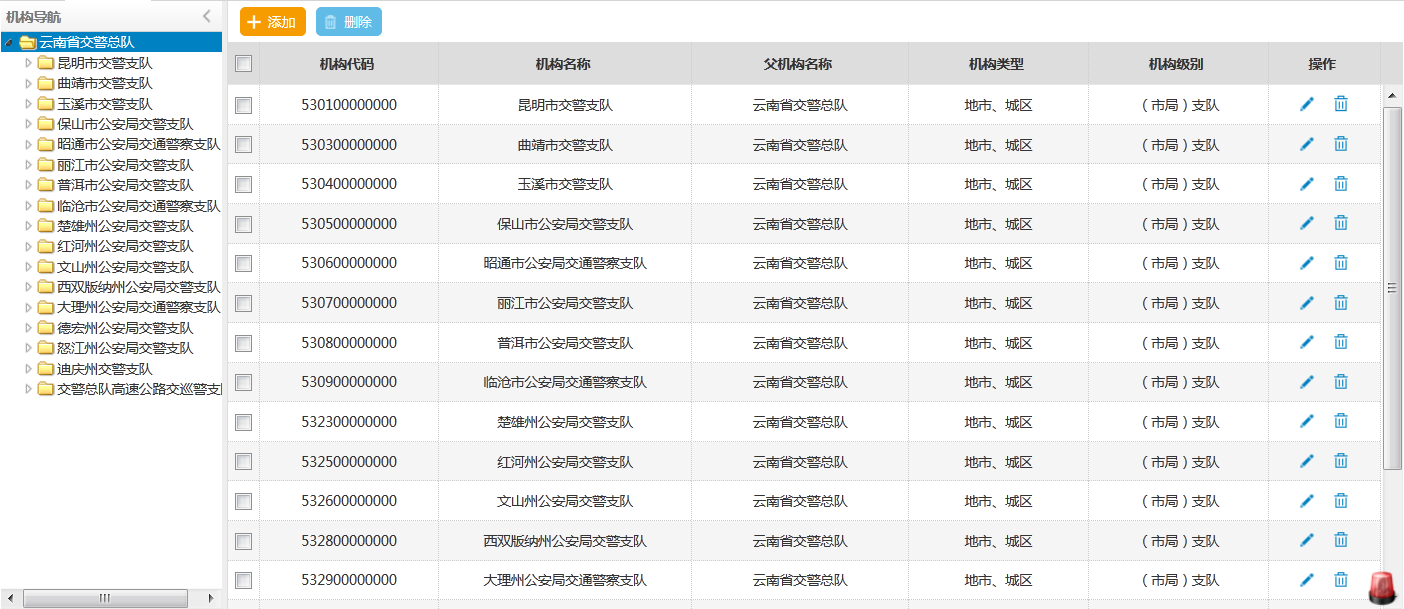 机构导航
云南省交警总队
昆明市交警支队
曲靖市交警支队
玉溪市交警支队
保山市公安局交警支队
昭通市公安局交通警察支队
丽江市公安局交警支队
普洱市公安局交警支队
临沧市公安局交通警察支队
楚雄州公安局交警支队
红河州公安局交警支队
文山州公安局交警支队
西双版纳州公安局交警支队
大理州公安局交通警察支队
德宏州公安局交警支队
怒江州公安局交警支队
迪庆州交警支队
交警总队高速公路交巡警支
添加 删除
机构代码 机构名称 父机构名称 机构类型 机构级别 操作
530100000000 昆明市交警支队 云南省交警总队 地市、城区 （市局）支队
530300000000 曲靖市交警支队 云南省交警总队 地市、城区 （市局）支队
530400000000 玉溪市交警支队 云南省交警总队 地市、城区 （市局）支队
530500000000 保山市公安局交警支队 云南省交警总队 地市、城区 （市局）支队
530600000000 昭通市公安局交通警察支队 云南省交警总队 地市、城区 （市局）支队
530700000000 丽江市公安局交警支队 云南省交警总队 地市、城区 （市局）支队
530800000000 普洱市公安局交警支队 云南省交警总队 地市、城区 （市局）支队
530900000000 临沧市公安局交通警察支队 云南省交警总队 地市、城区 （市局）支队
532300000000 楚雄州公安局交警支队 云南省交警总队 地市、城区 （市局）支队
532500000000 红河州公安局交警支队 云南省交警总队 地市、城区 （市局）支队
532600000000 文山州公安局交警支队 云南省交警总队 地市、城区 （市局）支队
532800000000 西双版纳州公安局交警支队 云南省交警总队 地市、城区 （市局）支队
532900000000 大理州公安局交通警察支队 云南省交警总队 地市、城区 （市局）支队